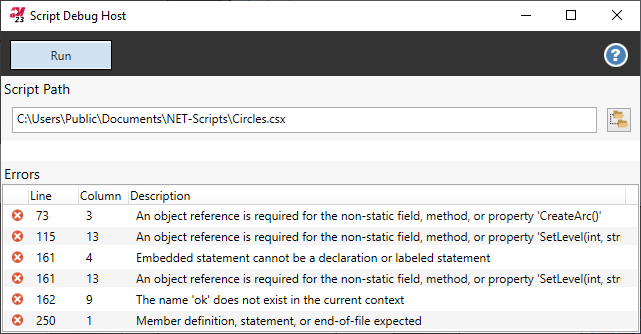 23 Script Debug Host
Run
?
Script Path
C:\Users\Public\Documents\NET-Scripts\Circles.csx
Errors
Line Column Description
73 3 An object reference is required for the non-static field, method, or property 'CreateArc()'
115 13 An object reference is required for the non-static field, method, or property 'SetLevel(int, stri
161 4 Embedded statement cannot be a declaration or labeled statement
161 13 An object reference is required for the non-static field, method, or property 'SetLevel(int, stri
162 9 The name 'ok' does not exist in the current context
250 1 Member definition, statement, or end-of-file expected